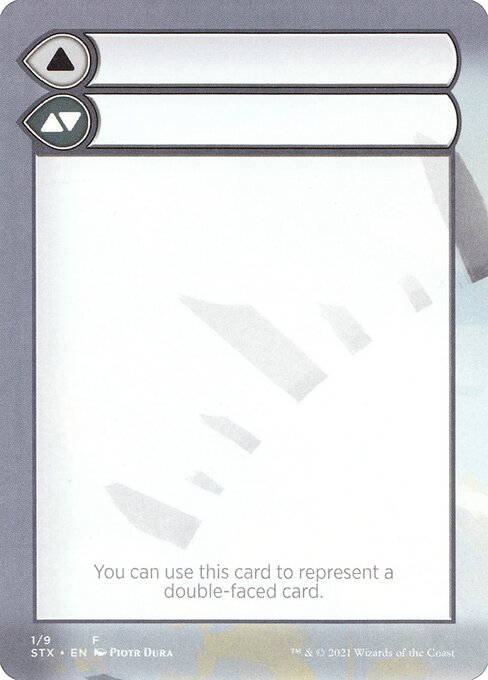 You can use this card to represent a
double-faced card.
1/9 F
STX • EN Piotr Dura
™ & © 2021 Wizards of the Coast